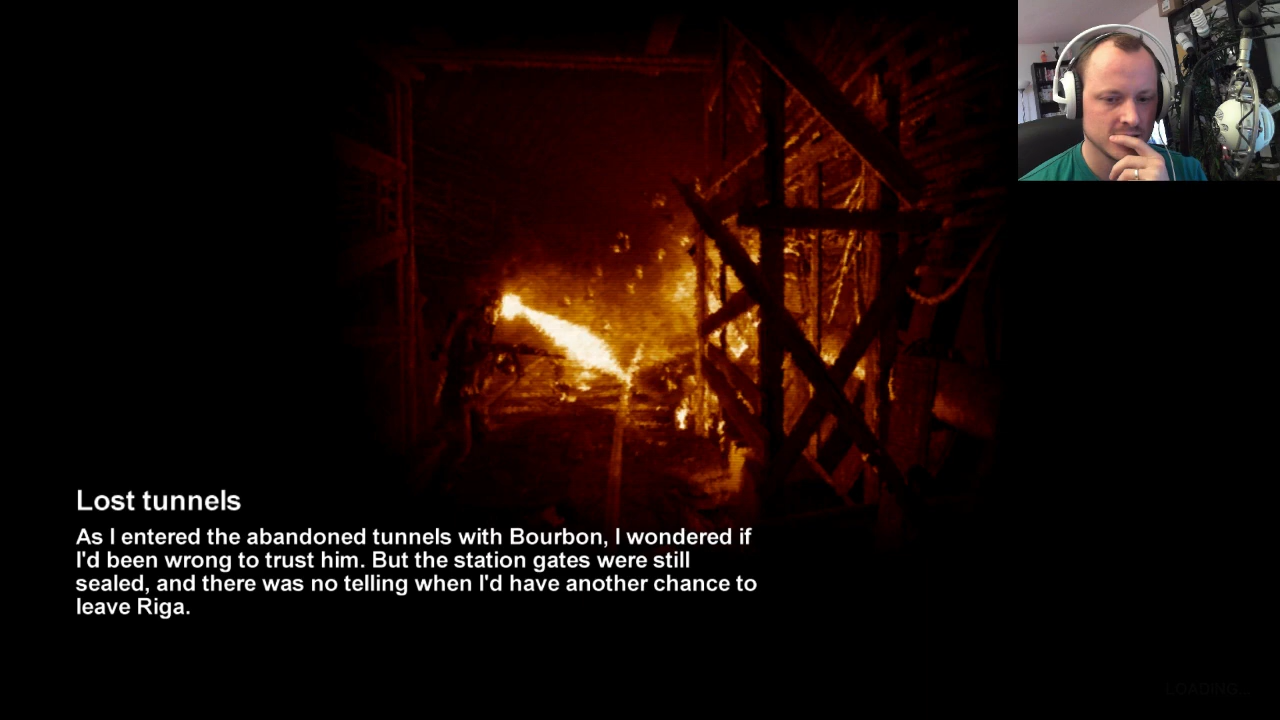 Lost tunnels
As I entered the abandoned tunnels with Bourbon, I wondered if
I'd been wrong to trust him. But the station gates were still
sealed, and there was no telling when I'd have another chance to
leave Riga.
LOADING...